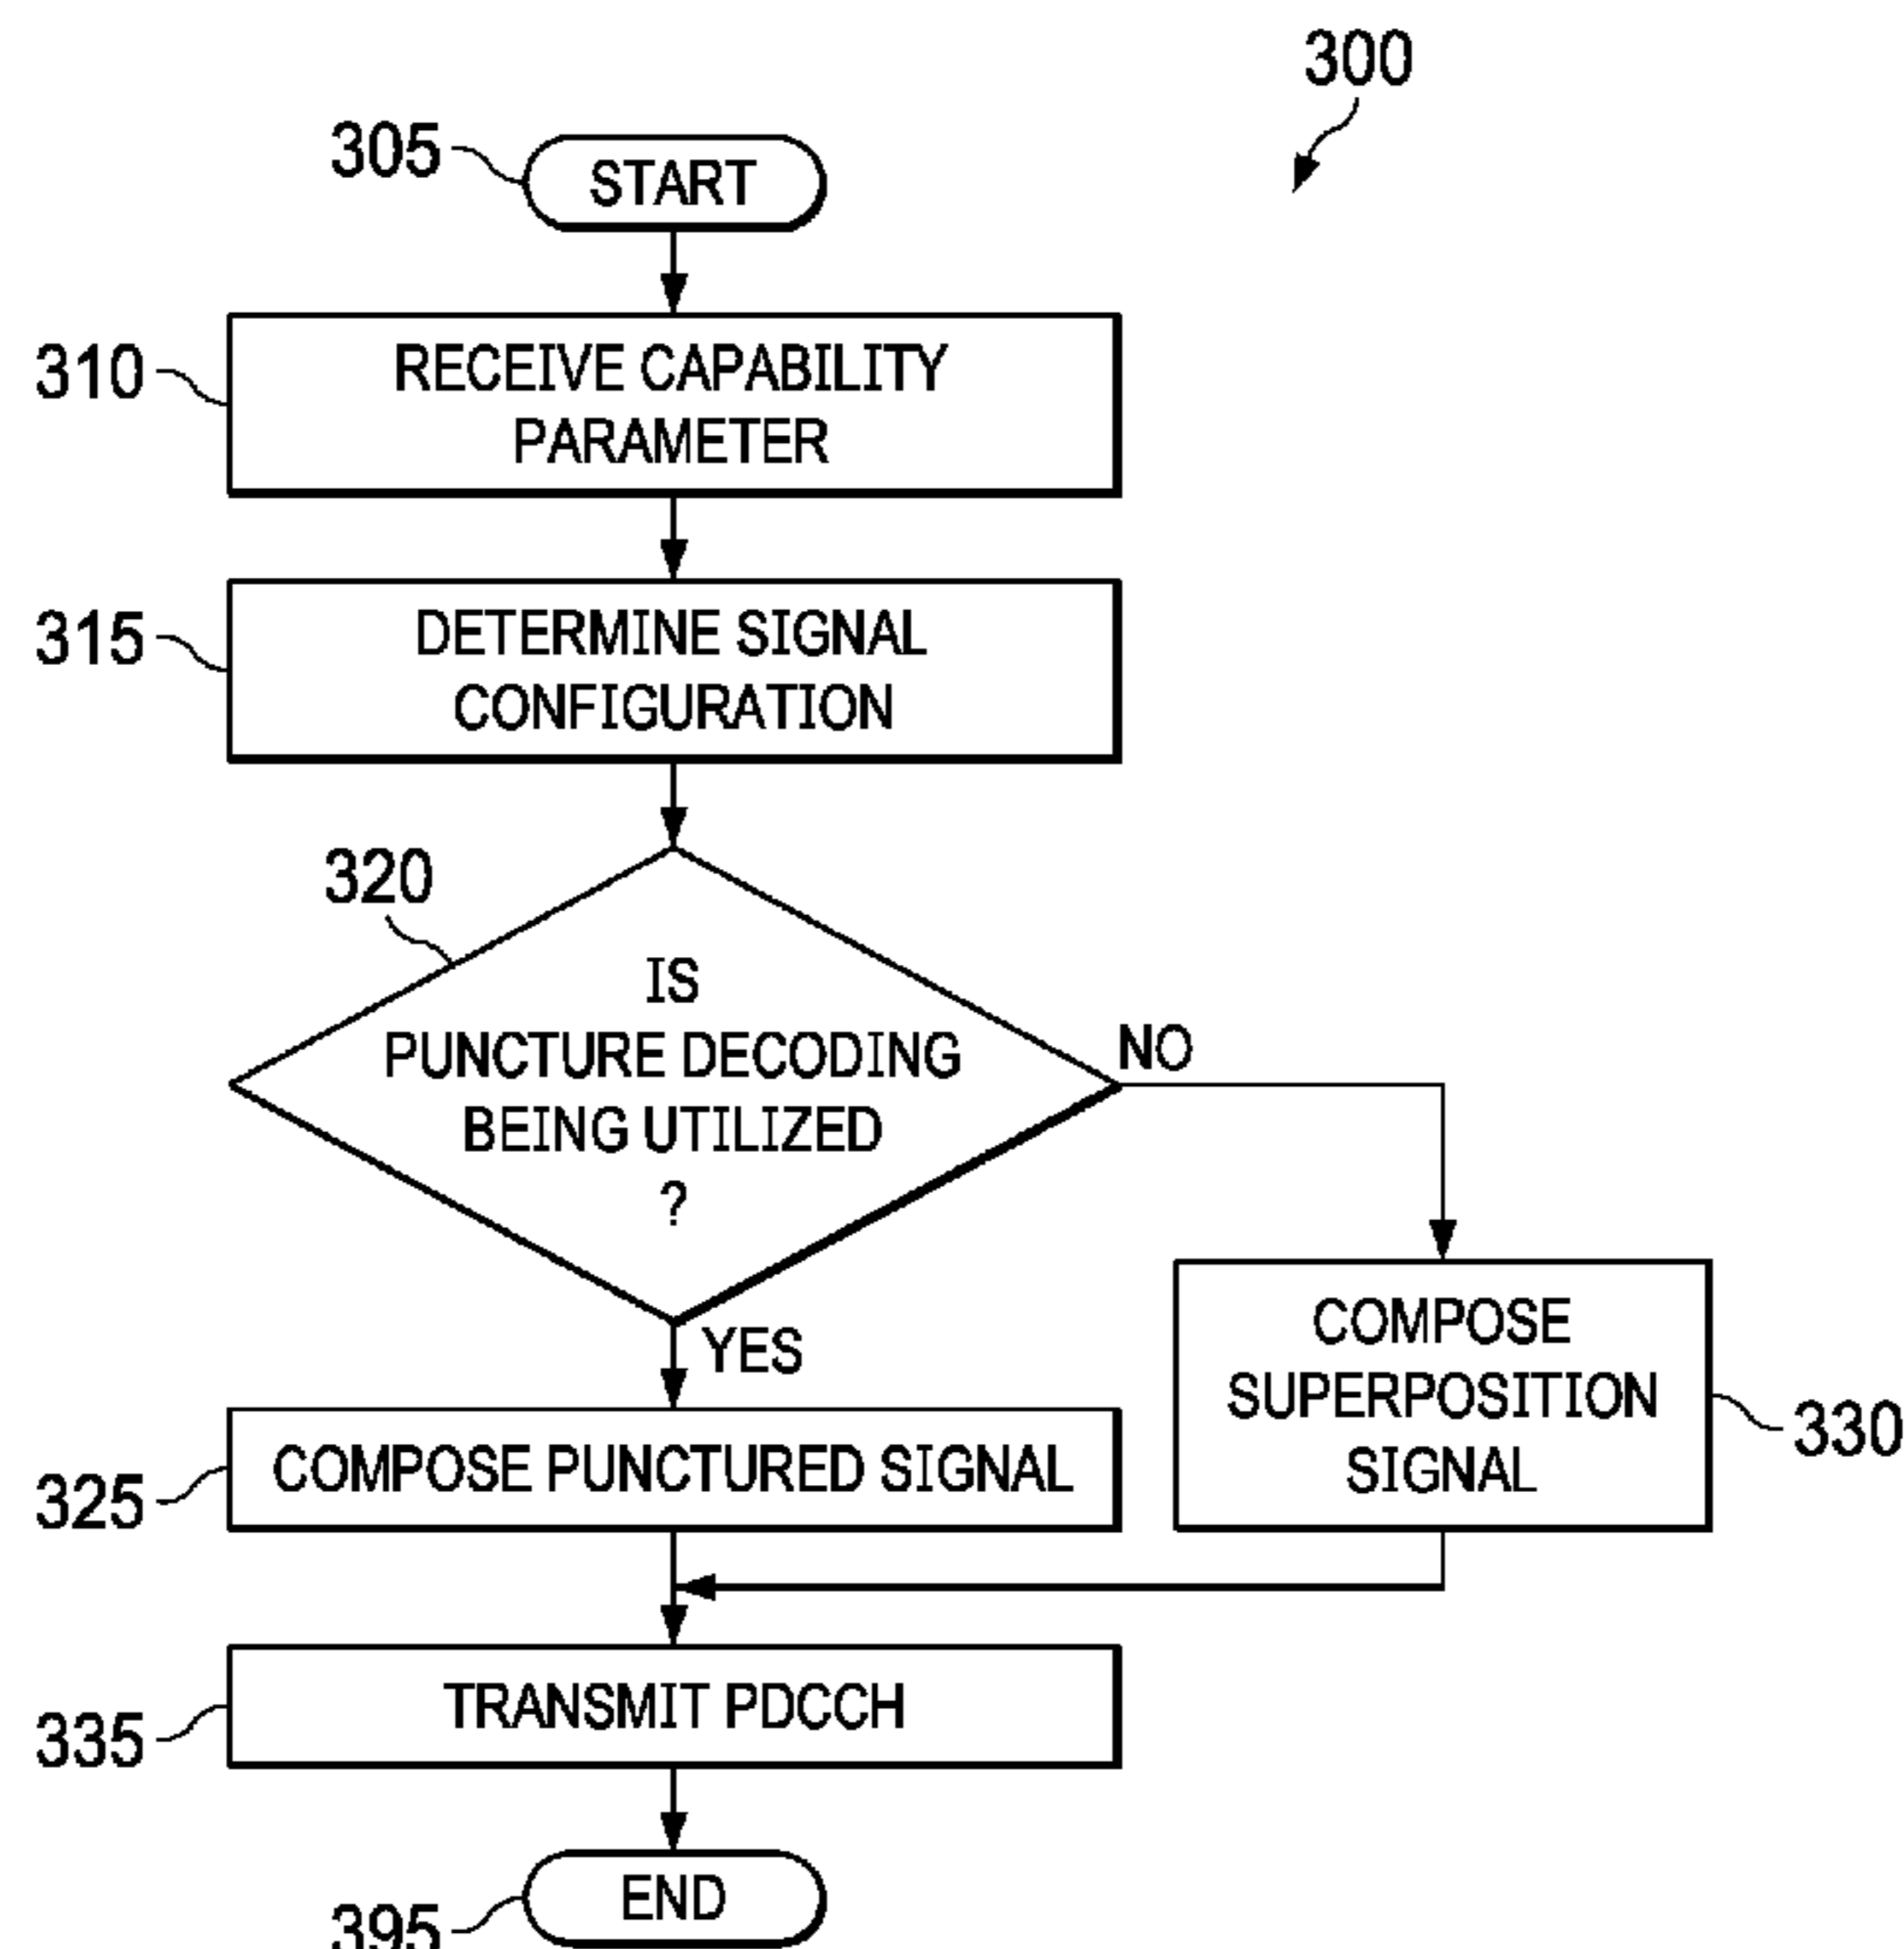 300
305
START
310
RECEIVE CAPABILITY
PARAMETER
315
DETERMINE SIGNAL
CONFIGURATION
320
IS
PUNCTURE DECODING
BEING UTILIZED
?
NO
YES
COMPOSE
SUPERPOSITION
SIGNAL
330
325
COMPOSE PUNCTURED SIGNAL
335
TRANSMIT PDCCH
END
395